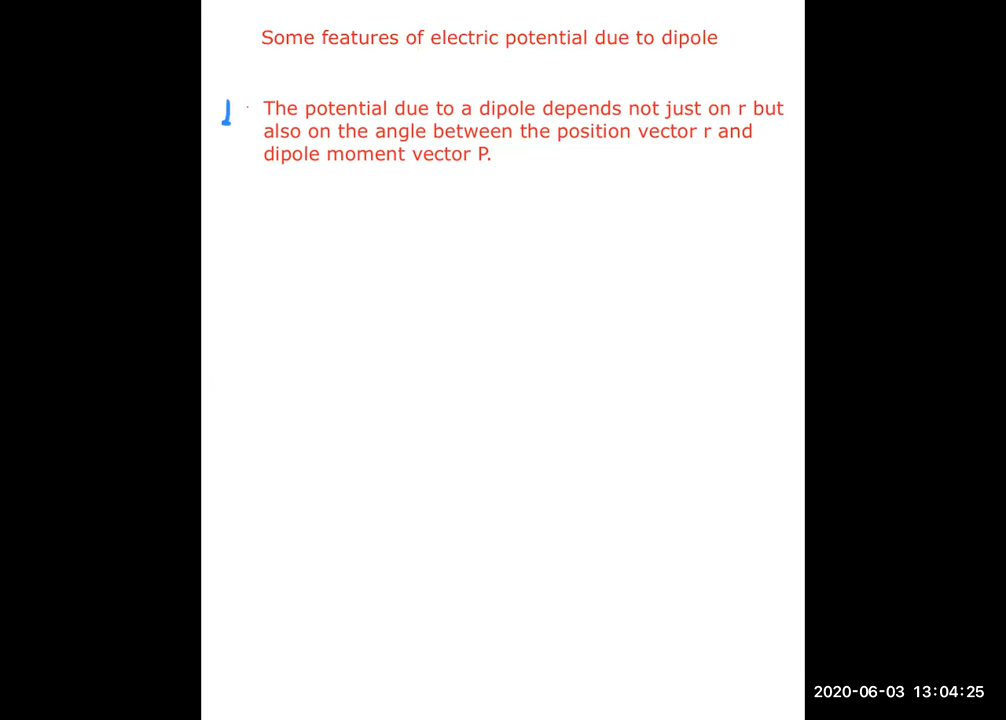 Some features of electric potential due to dipole
1 The potential due to a dipole depends not just on r but
also on the angle between the position vector r and
dipole moment vector P.
2020-06-03 13:04:25